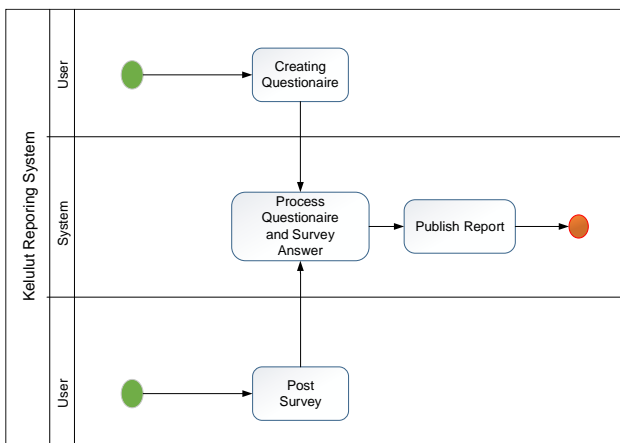 Kelulut Reporing System
User
Creating
Questionaire
System
Process
Questionaire
and Survey
Answer
Publish Report
User
Post
Survey